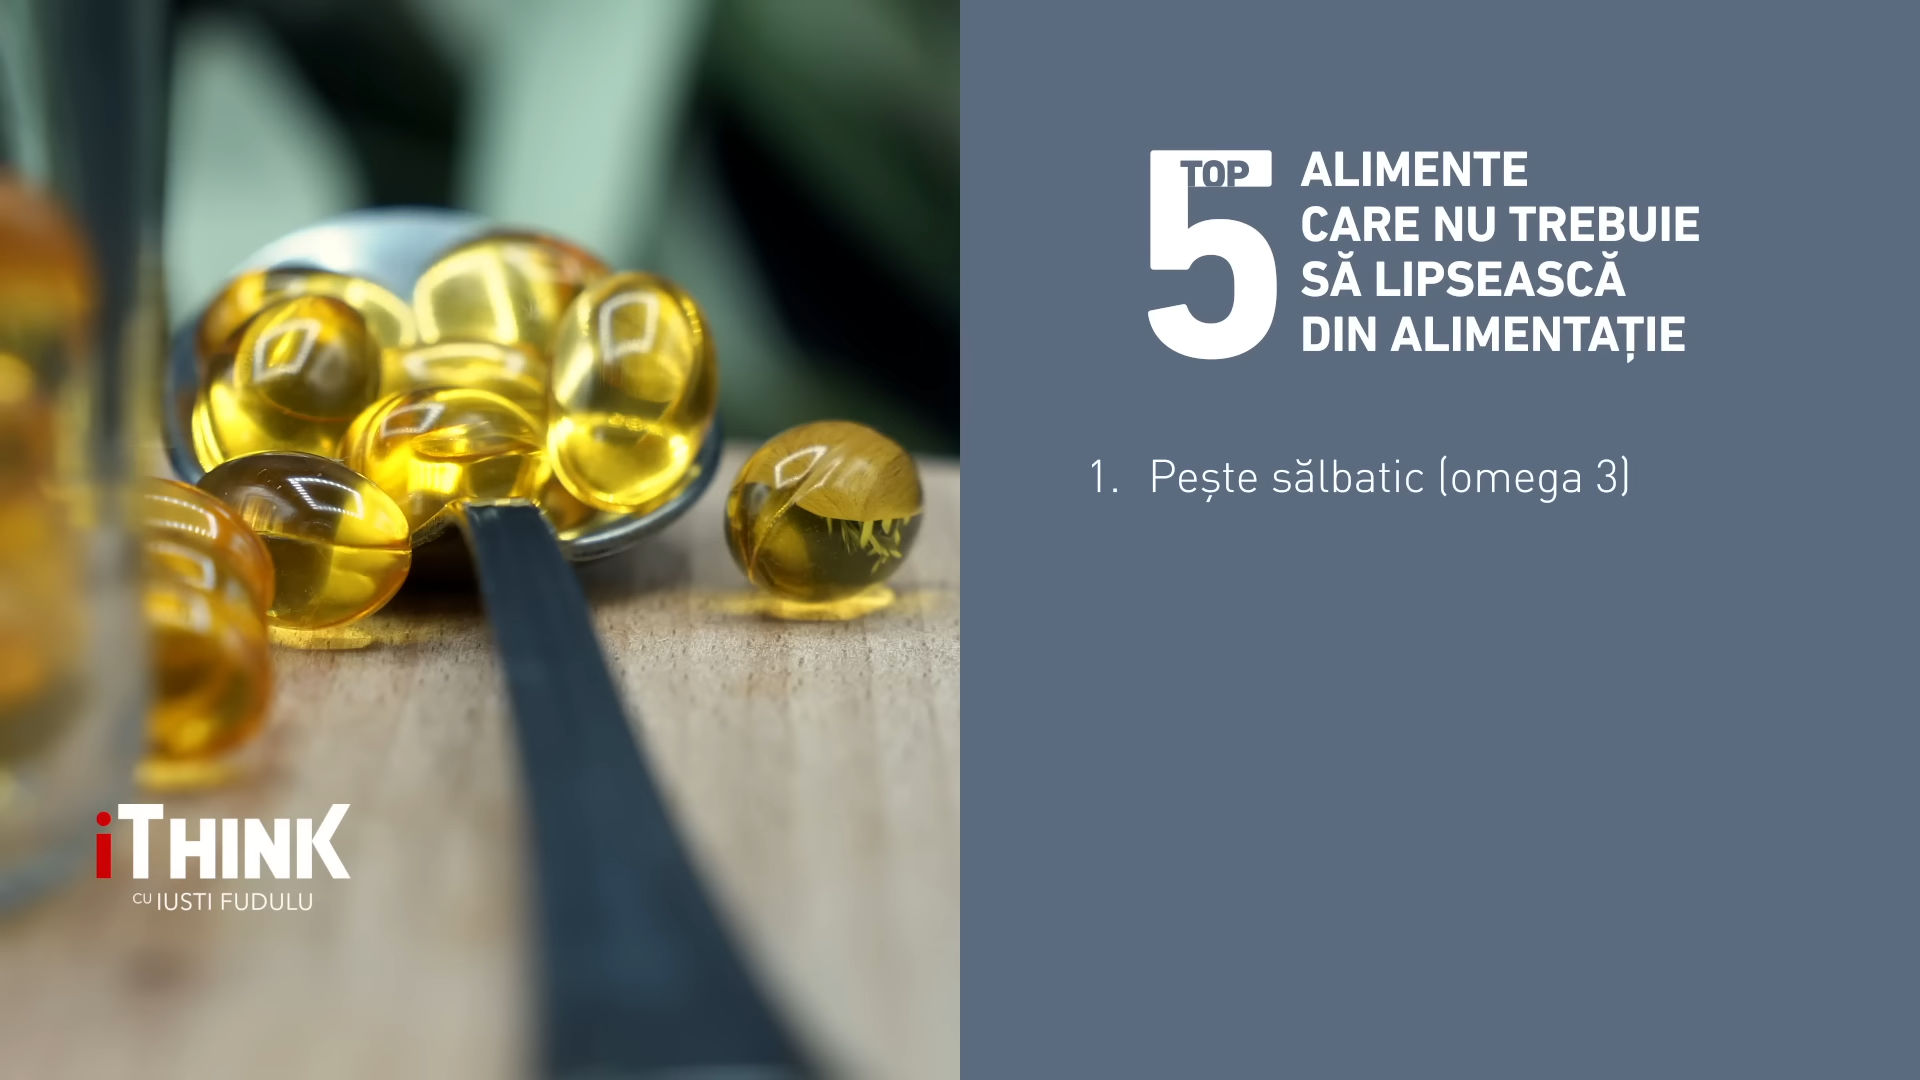 TOP
5
ALIMENTE
CARE NU TREBUIE
SĂ LIPSEASCĂ
DIN ALIMENTAȚIE
1. Pește sălbatic (omega 3)
iTHINK
CU IUSTI FUDULU